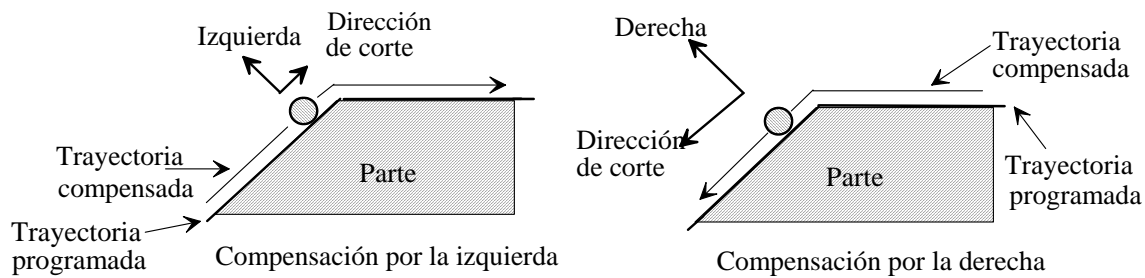 Izquierda
Dirección
de corte
Trayectoria
compensada
Parte
Trayectoria
programada
Compensación por la izquierda
Derecha
Trayectoria
compensada
Dirección
de corte
Parte
Trayectoria
programada
Compensación por la derecha